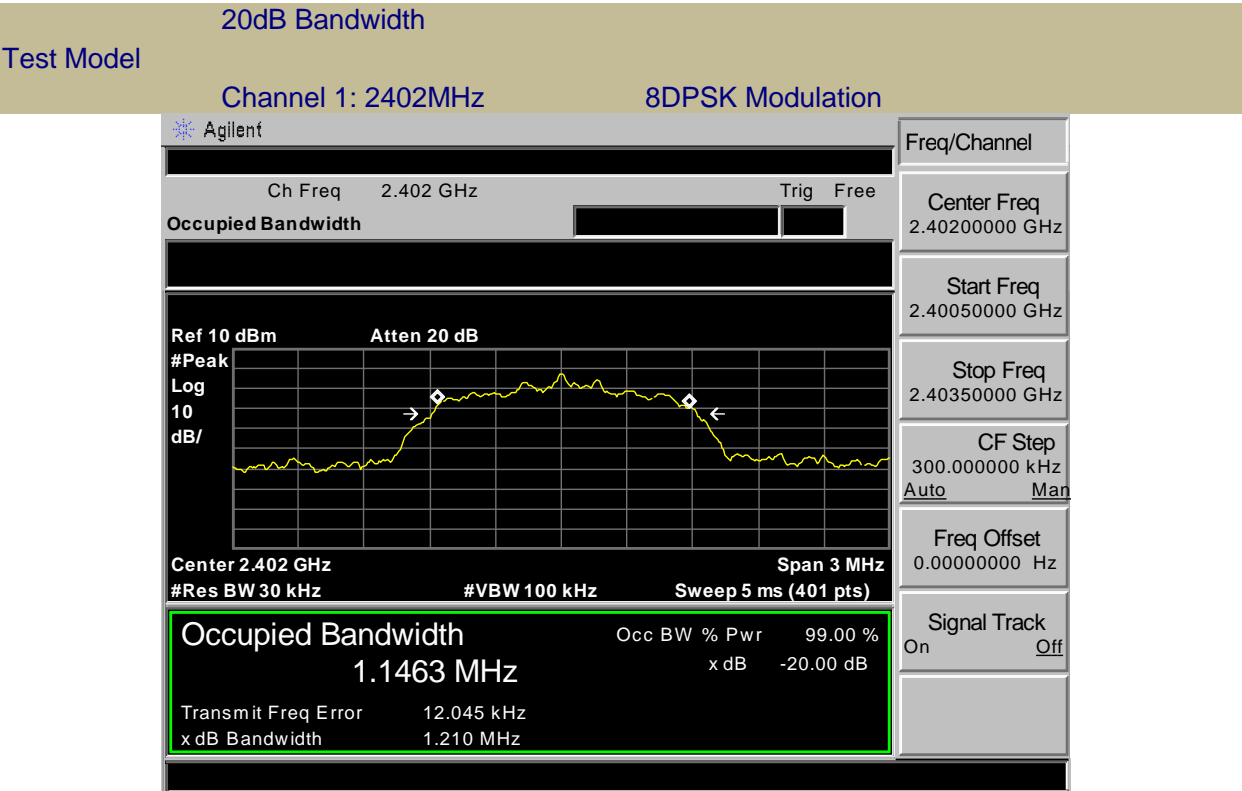 20dB Bandwidth
Test Model
Channel 1: 2402MHz 8DPSK Modulation
Agilent
Freq/Channel
Ch Freq 2.402 GHz Trig Free
Occupied Bandwidth
Center Freq
2.40200000 GHz
Start Freq
2.40050000 GHz
Stop Freq
2.40350000 GHz
CF Step
300.000000 kHz
Auto Man
Freq Offset
0.00000000 Hz
Signal Track
On Off
Ref 10 dBm Atten 20 dB
#Peak
Log
10
dB/
Center 2.402 GHz Span 3 MHz
#Res BW 30 kHz #VBW 100 kHz Sweep 5 ms (401 pts)
Occupied Bandwidth
1.1463 MHz
Occ BW % Pwr 99.00 %
x dB -20.00 dB
Transmit Freq Error 12.045 kHz
x dB Bandwidth 1.210 MHz